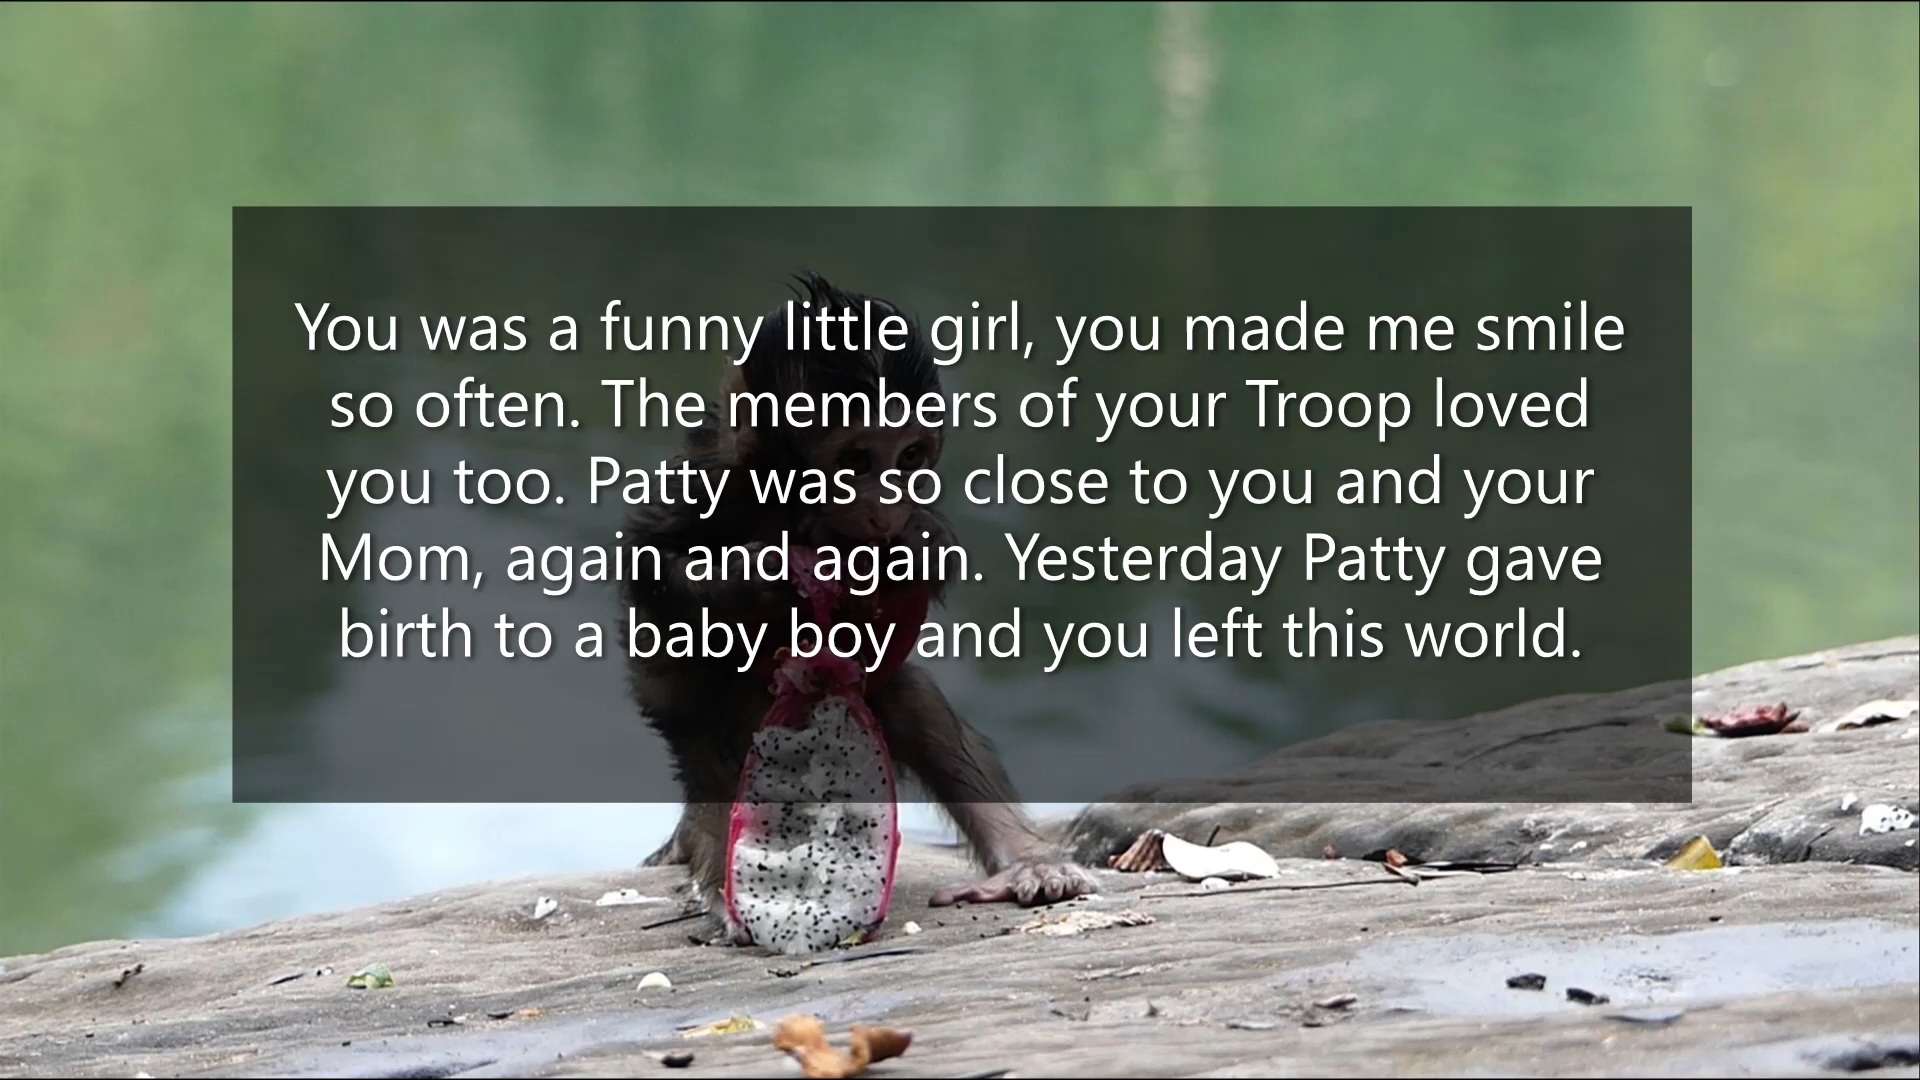 You was a funny little girl, you made me smile
so often. The members of your Troop loved
you too. Patty was so close to you and your
Mom, again and again. Yesterday Patty gave
birth to a baby boy and you left this world.